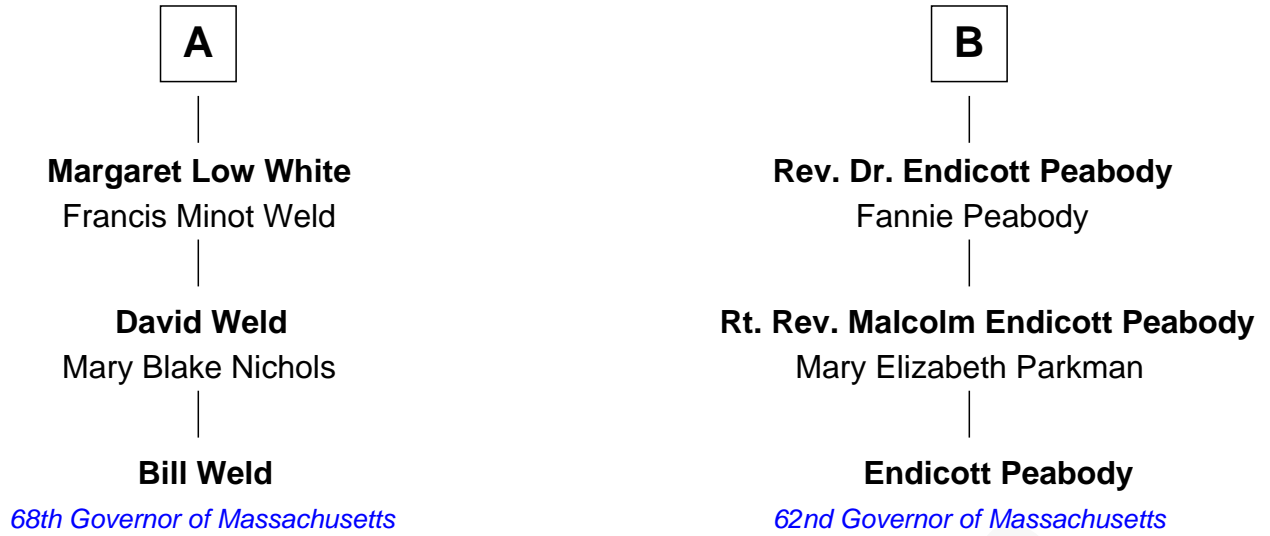 A
Margaret Low White
Francis Minot Weld
David Weld
Mary Blake Nichols
Bill Weld
68th Governor of Massachusetts
B
Rev. Dr. Endicott Peabody
Fannie Peabody
Rt. Rev. Malcolm Endicott Peabody
Mary Elizabeth Parkman
Endicott Peabody
62nd Governor of Massachusetts